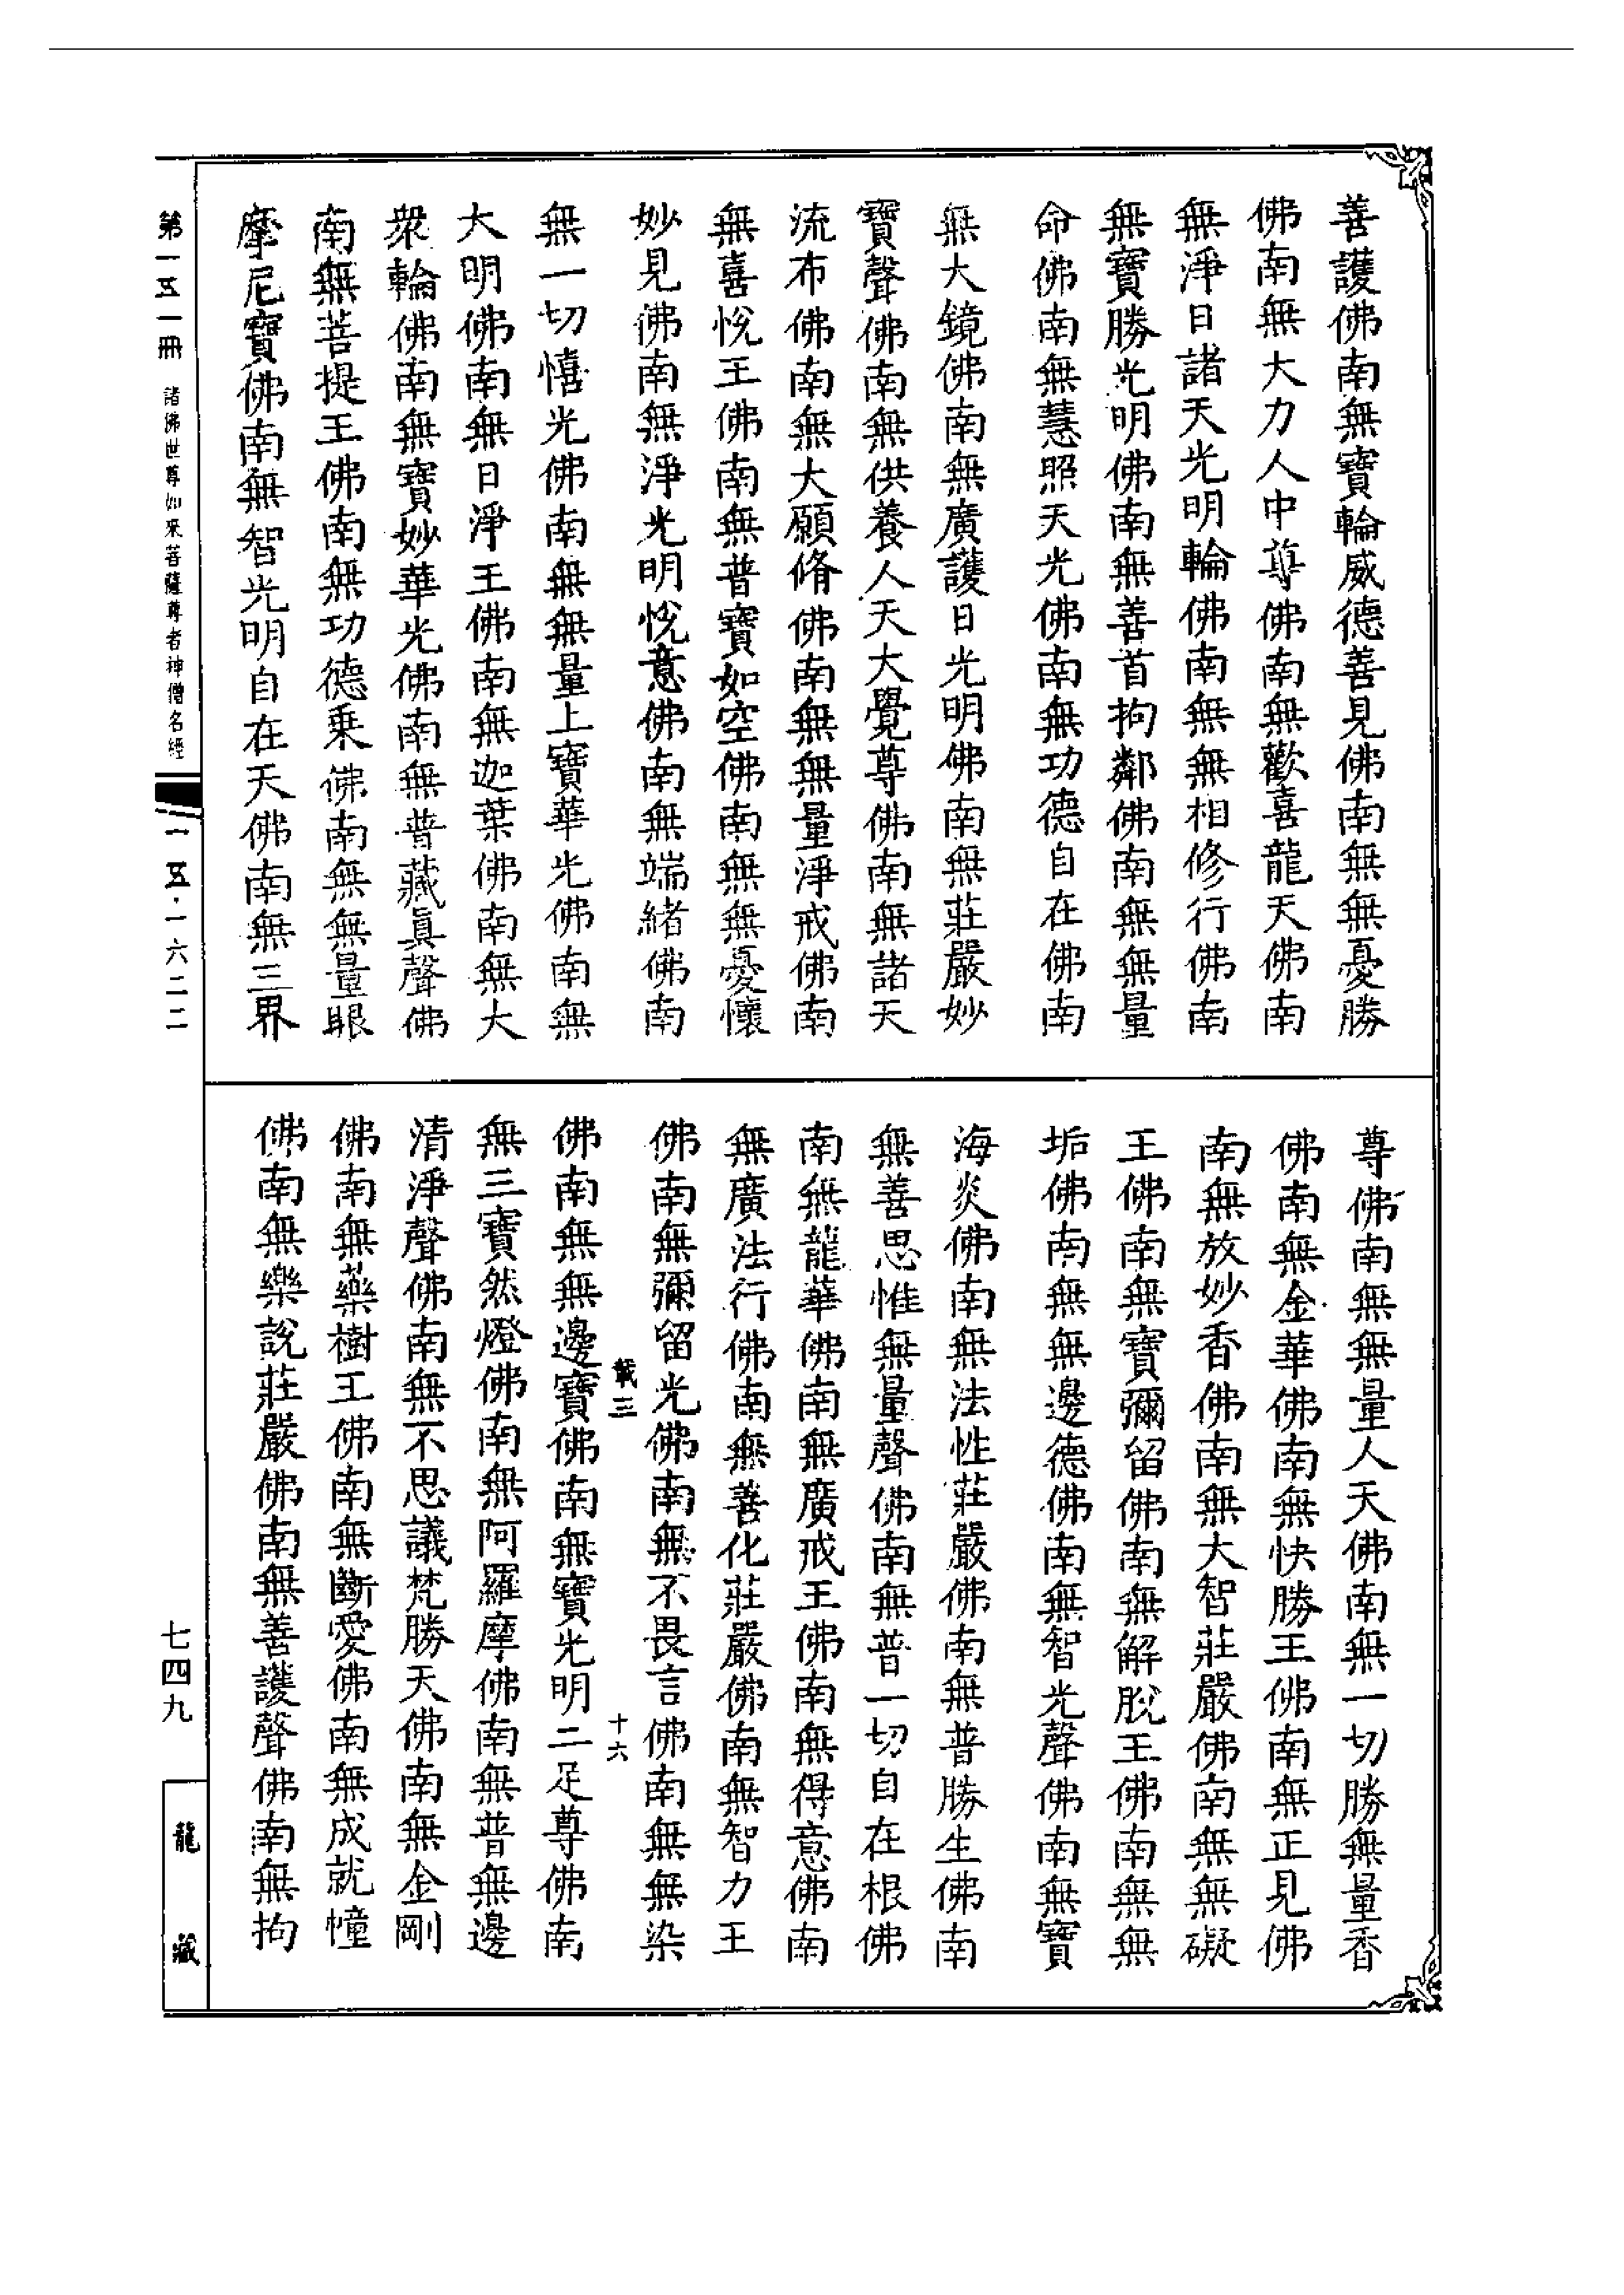 善護佛南無寶輪威德善見佛南無無憂勝
佛南無大力人中尊佛南無歡喜龍天佛南
無淨日諸天光明輪佛南無無相修行佛南
無寶勝光明佛南無善首拘鄰佛南無無量
命佛南無慧照天光佛南無功德自在佛南
無大鏡佛南無廣護日光明佛南無莊嚴妙
寶聲佛南無供養人天大覺尊佛南無諸天
流布佛南無大願脩佛南無無量淨戒佛南
無喜悅王佛南無普寶如空佛南無無憂懷
妙見佛南無淨光明悅意佛南無端緒佛南
無一切憘光佛南無無量上寶華光佛南無
大明佛南無日淨王佛南無迦葉佛南無大
衆輪佛南無寶妙華光佛南無普藏眞聲佛
南無菩提王佛南無功德乘佛南無無量眼
摩尼寶佛南無智光明自在天佛南無三界
尊佛南無無量人天佛南無一切勝無量香
佛南無金華佛南無快勝王佛南無正見佛
南無放妙香佛南無大智莊嚴佛南無無礙
王佛南無寶彌留佛南無解脫王佛南無無
垢佛南無無邊德佛南無智光聲佛南無寶
海炎佛南無法性莊嚴佛南無普勝生佛南
無善思惟無量聲佛南無普一切自在根佛
南無龍華佛南無廣戒王佛南無得意佛南
無廣法行佛南無善化莊嚴佛南無智力王
佛南無彌留光佛南無不畏言佛南無無染
載三
十六
佛南無無邊寶佛南無寶光明二足尊佛南
無三寶然燈佛南無阿羅摩佛南無普無邊
清淨聲佛南無不思議梵勝天佛南無金剛
佛南無藥樹王佛南無斷愛佛南無成就幢
佛南無樂說莊嚴佛南無善護聲佛南無拘
第一五一冊
諸佛世尊如來菩薩尊者神僧名經
一五·一六二二
七四九
龍藏